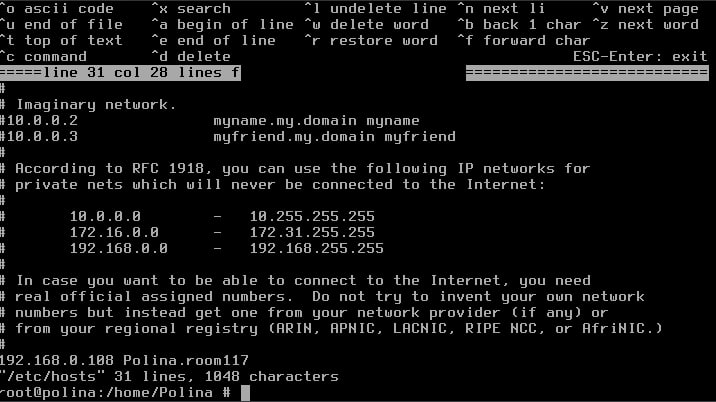 ^o ascii code ^x search ^l undelete line ^n next li ^v next page
^u end of file ^a begin of line ^w delete word ^b back 1 char ^z next word
^t top of text ^e end of line ^r restore word ^f forward char
^c command ^d delete ESC-Enter: exit
=====line 31 col 28 lines f ===========================
#
# Imaginary network.
#10.0.0.2 myname.my.domain myname
#10.0.0.3 myfriend.my.domain myfriend
#
# According to RFC 1918, you can use the following IP networks for
# private nets which will never be connected to the Internet:
#
# 10.0.0.0 - 10.255.255.255
# 172.16.0.0 - 172.31.255.255
# 192.168.0.0 - 192.168.255.255
#
# In case you want to be able to connect to the Internet, you need
# real official assigned numbers. Do not try to invent your own network
# numbers but instead get one from your network provider (if any) or
# from your regional registry (ARIN, APNIC, LACNIC, RIPE NCC, or AfriNIC.)
#
192.168.0.108 Polina.room117
"/etc/hosts" 31 lines, 1048 characters
root@polina:/home/Polina #